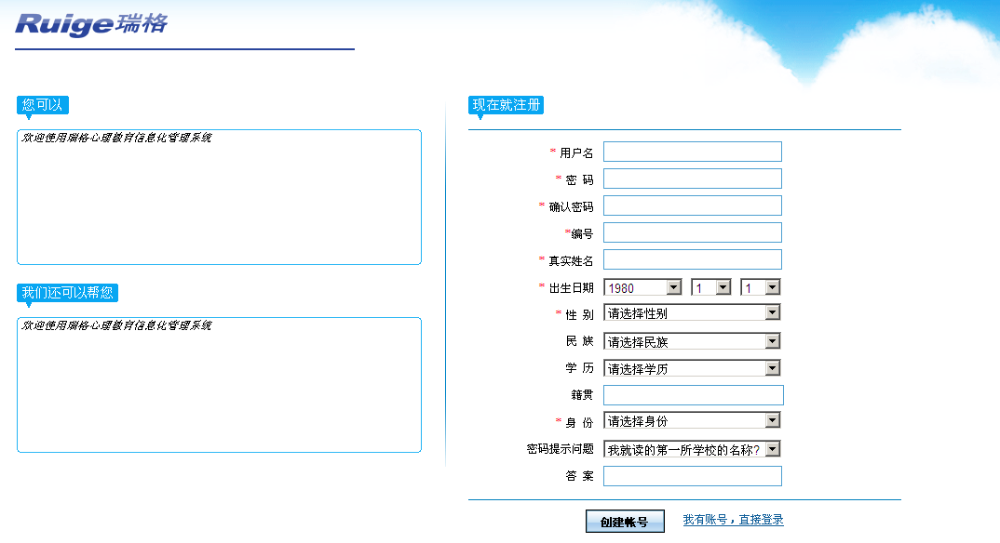 Ruige瑞格
您可以
欢迎使用瑞格心理教育信息化管理系统
我们还可以帮您
欢迎使用瑞格心理教育信息化管理系统
现在就注册
* 用户名
* 密 码
* 确认密码
*编号
* 真实姓名
* 出生日期 1980 1 1
* 性 别 请选择性别
民 族 请选择民族
学 历 请选择学历
籍贯
* 身 份 请选择身份
密码提示问题 我就读的第一所学校的名称?
答 案
创建帐号 我有账号，直接登录